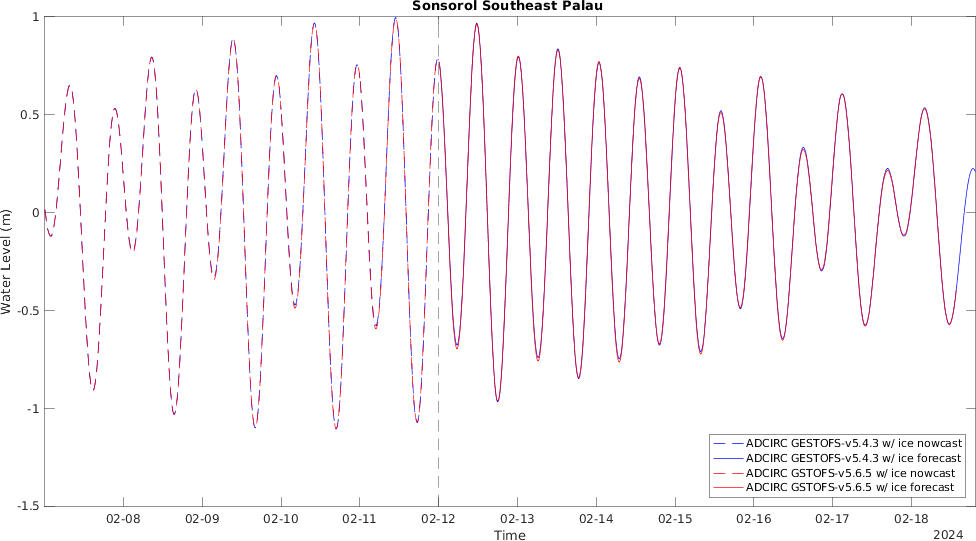 Sonsorol Southeast Palau
Water Level (m)
1
0.5
0
-0.5
-1
-1.5
02-08
02-09
02-10
02-11
02-12
02-13
02-14
02-15
02-16
02-17
02-18
Time
2024
ADCIRC GESTOFS-v5.4.3 w/ ice nowcast
ADCIRC GESTOFS-v5.4.3 w/ ice forecast
ADCIRC GSTOFS-v5.6.5 w/ ice nowcast
ADCIRC GSTOFS-v5.6.5 w/ ice forecast